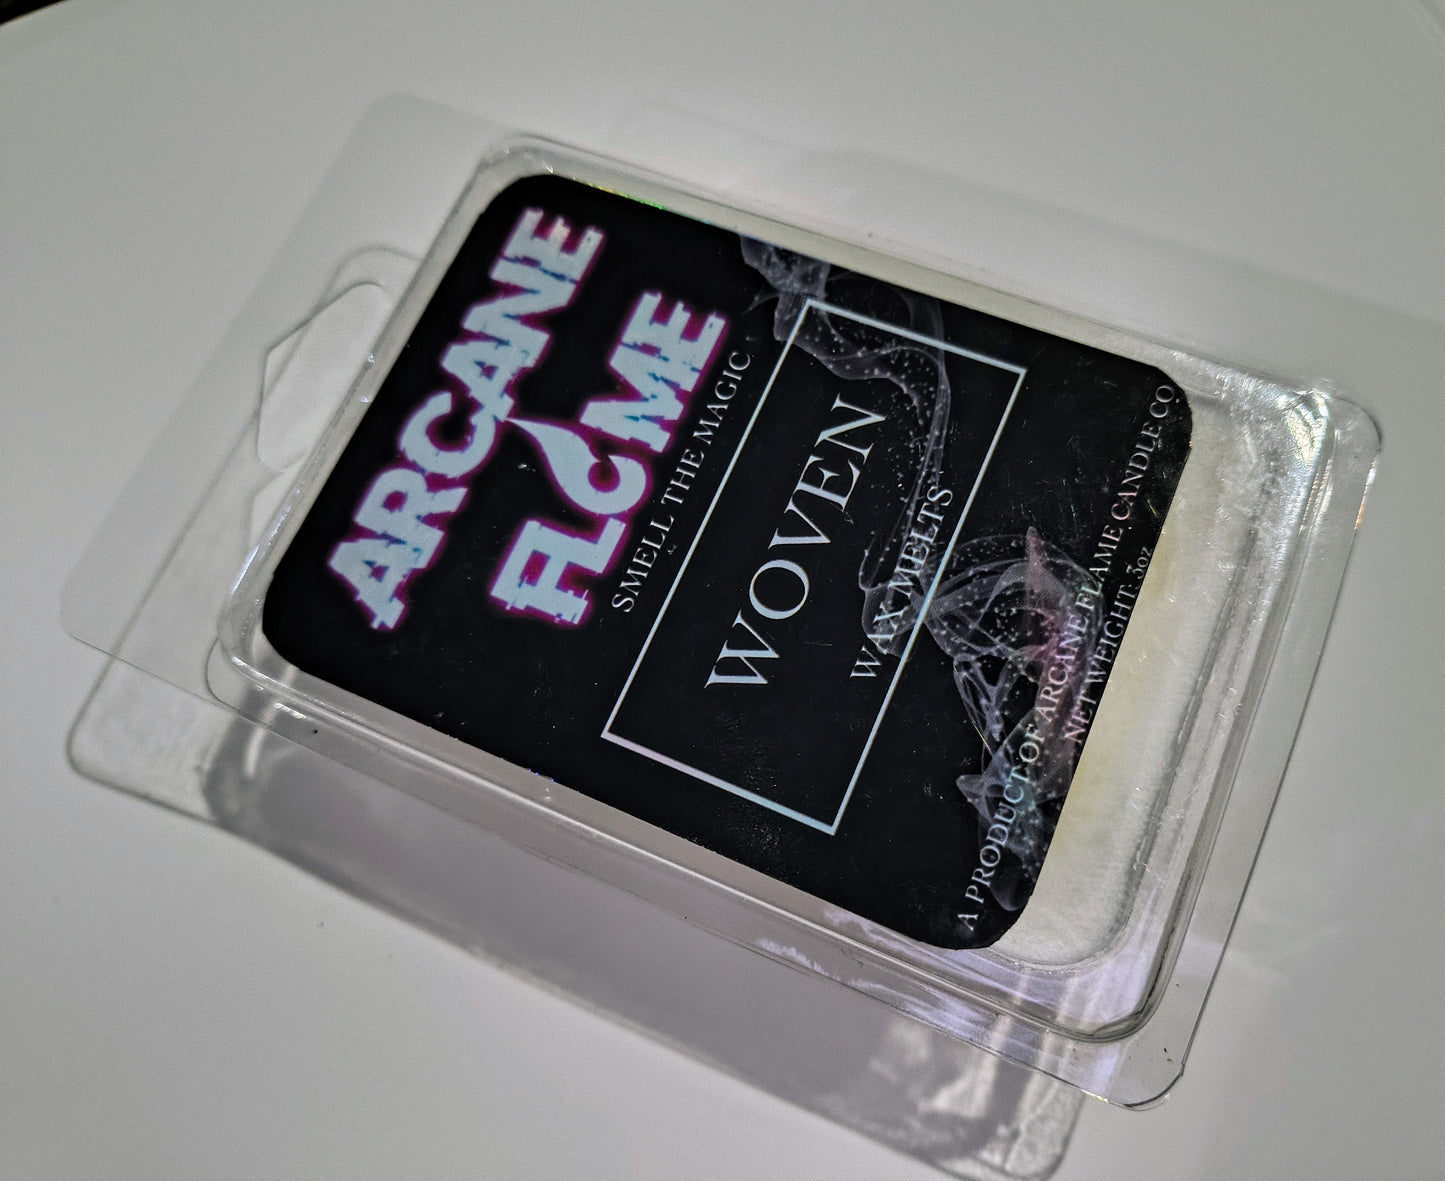 ARCANE
FLAME
SMELL THE MAGIC
WOVEN
WAX MELTS
A PRODUCT OF ARCANE FLAME CANDLE CO
NET WEIGHT: 3oz